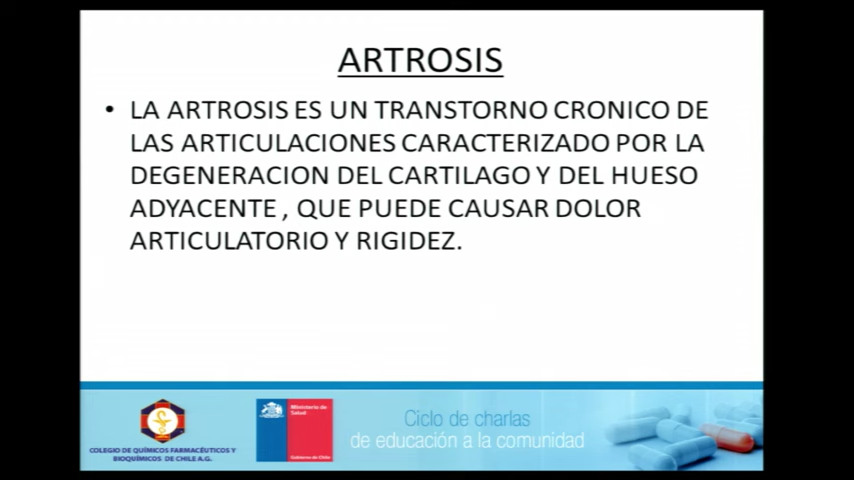 ARTROSIS
• LA ARTROSIS ES UN TRANSTORNO CRONICO DE
LAS ARTICULACIONES CARACTERIZADO POR LA
DEGENERACION DEL CARTILAGO Y DEL HUESO
ADYACENTE , QUE PUEDE CAUSAR DOLOR
ARTICULATORIO Y RIGIDEZ.
COLEGIO DE QUÍMICOS FARMACÉUTICOS Y
BIOQUÍMICOS DE CHILE A.G.
Ministerio de
Salud
Gobierno de Chile
Ciclo de charlas
de educación a la comunidad